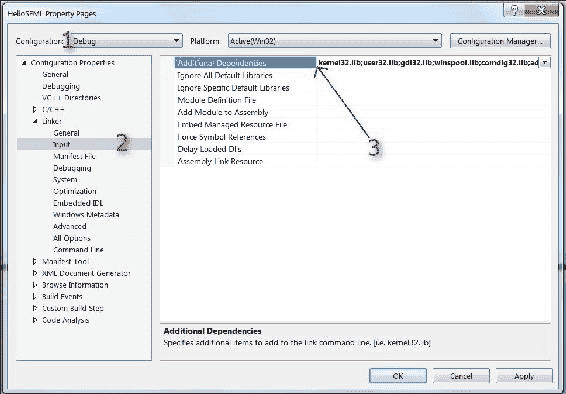 HelloSFML Property Pages
Configuration: Debug
1
Platform: Active(Win32)
Configuration Manager...
Configuration Properties
General
Debugging
VC++ Directories
C/C++
Linker
General
Input
2
Manifest File
Debugging
System
Optimization
Embedded IDL
Windows Metadata
Advanced
All Options
Command Line
Manifest Tool
XML Document Generator
Browse Information
Build Events
Custom Build Step
Code Analysis
Additional Dependencies kernel32.lib;user32.lib;gdi32.lib;winspool.lib;comdlg32.lib;ad
Ignore All Default Libraries
Ignore Specific Default Libraries
Module Definition File
Add Module to Assembly
Embed Managed Resource File
Force Symbol References
Delay Loaded Dlls
Assembly Link Resource
3
Additional Dependencies
Specifies additional items to add to the link command line. [i.e. kernel32.lib]
OK
Cancel
Apply